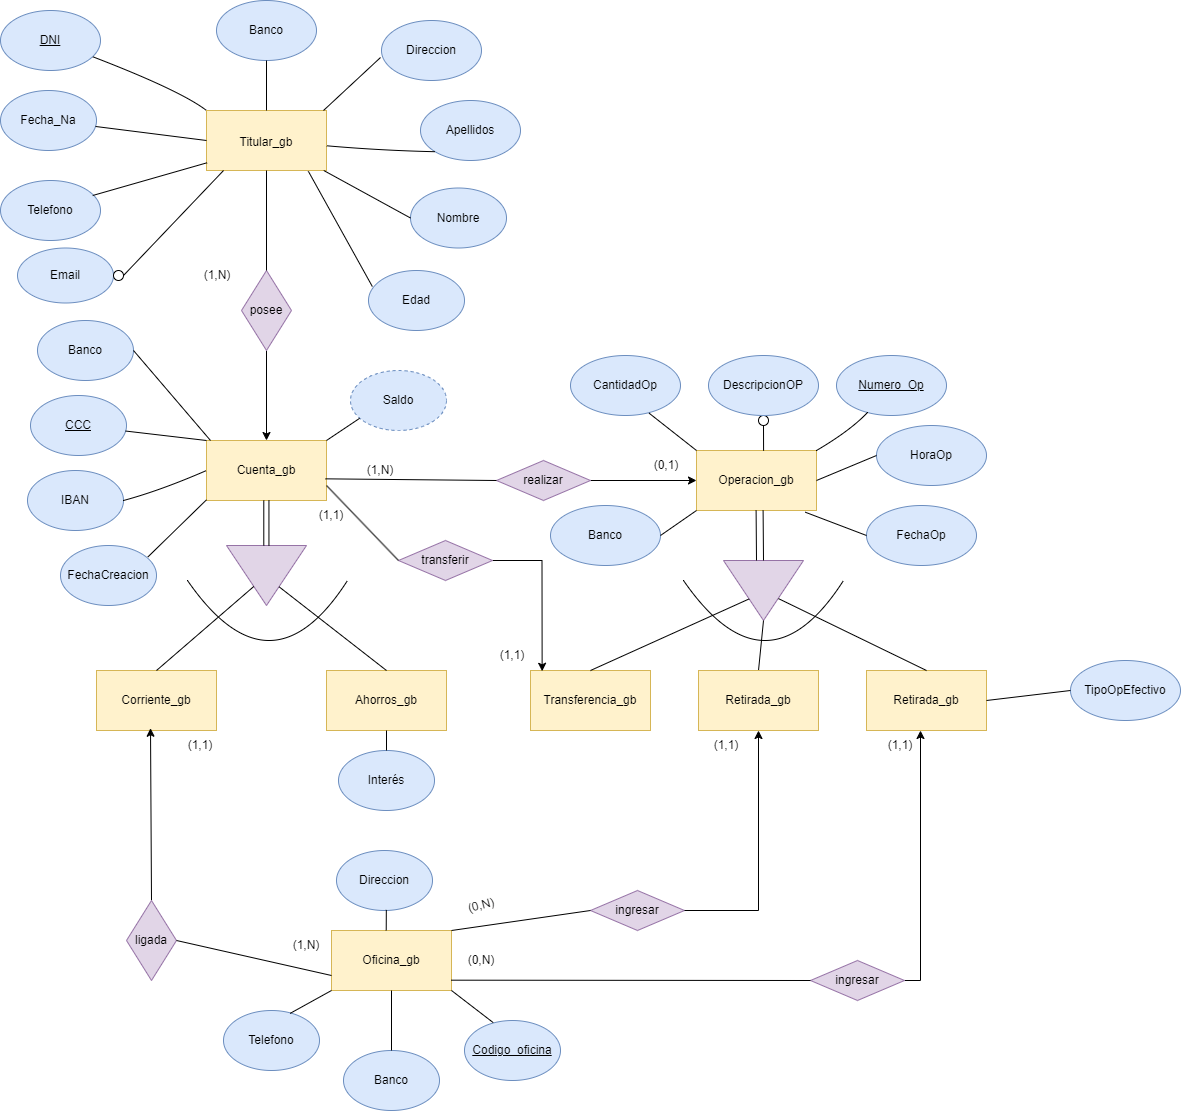 Banco
DNI
Direccion
Fecha_Na
Apellidos
Titular_gb
Telefono
Nombre
Email
(1,N)
Edad
posee
Banco
Saldo
CantidadOp
DescripcionOP
Numero_Op
CCC
HoraOp
Cuenta_gb
(1,N)
realizar
(0,1)
Operacion_gb
IBAN
(1,1)
Banco
FechaOp
transferir
FechaCreacion
(1,1)
Corriente_gb
Ahorros_gb
Transferencia_gb
Retirada_gb
Retirada_gb
TipoOpEfectivo
(1,1)
(1,1)
(1,1)
Interés
Direccion
(0,N)
ingresar
ligada
(1,N)
Oficina_gb
(0,N)
ingresar
Telefono
Codigo_oficina
Banco